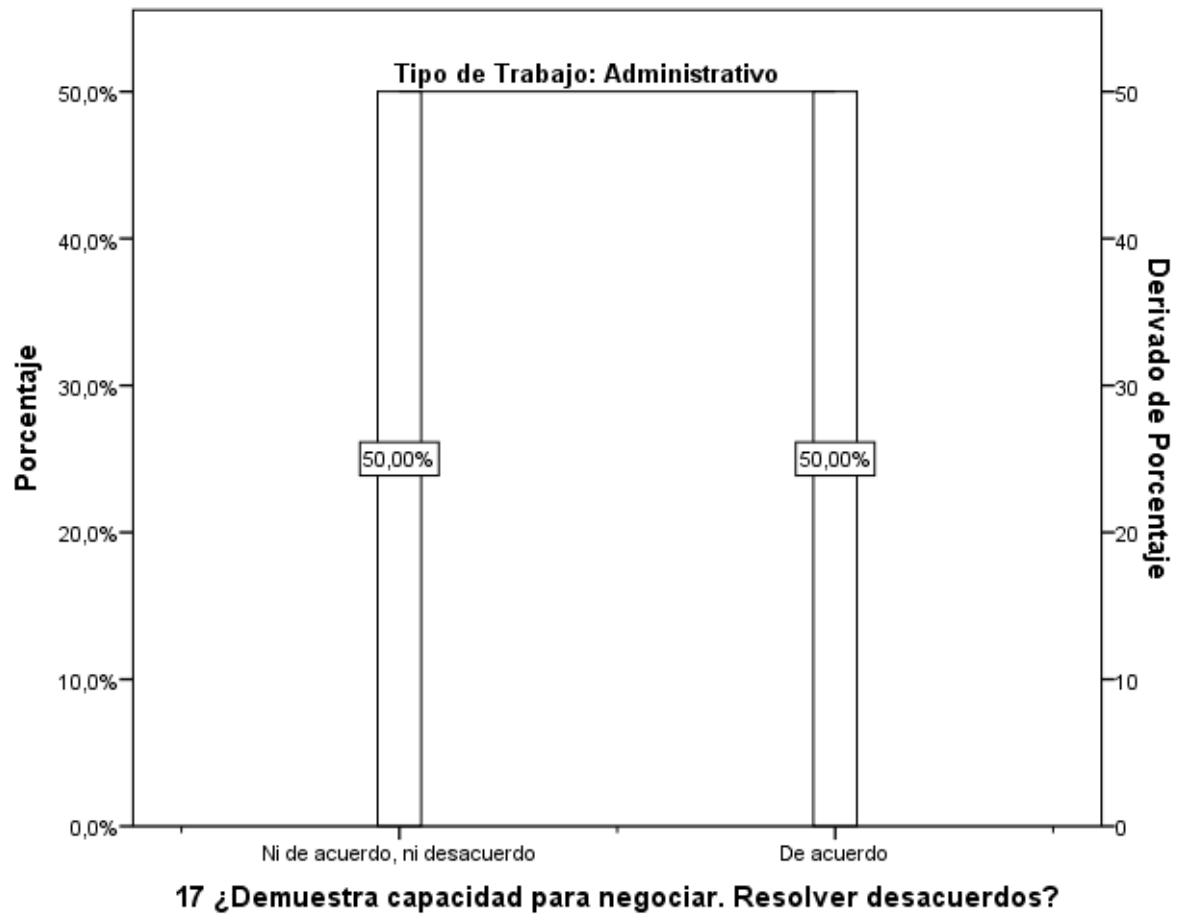 Tipo de Trabajo: Administrativo
Porcentaje
50,0%
40,0%
30,0%
20,0%
10,0%
0,0%
50,00%
50,00%
50
40
30
20
10
0
Derivado de Porcentaje
Ni de acuerdo, ni desacuerdo
De acuerdo
17 ¿Demuestra capacidad para negociar. Resolver desacuerdos?